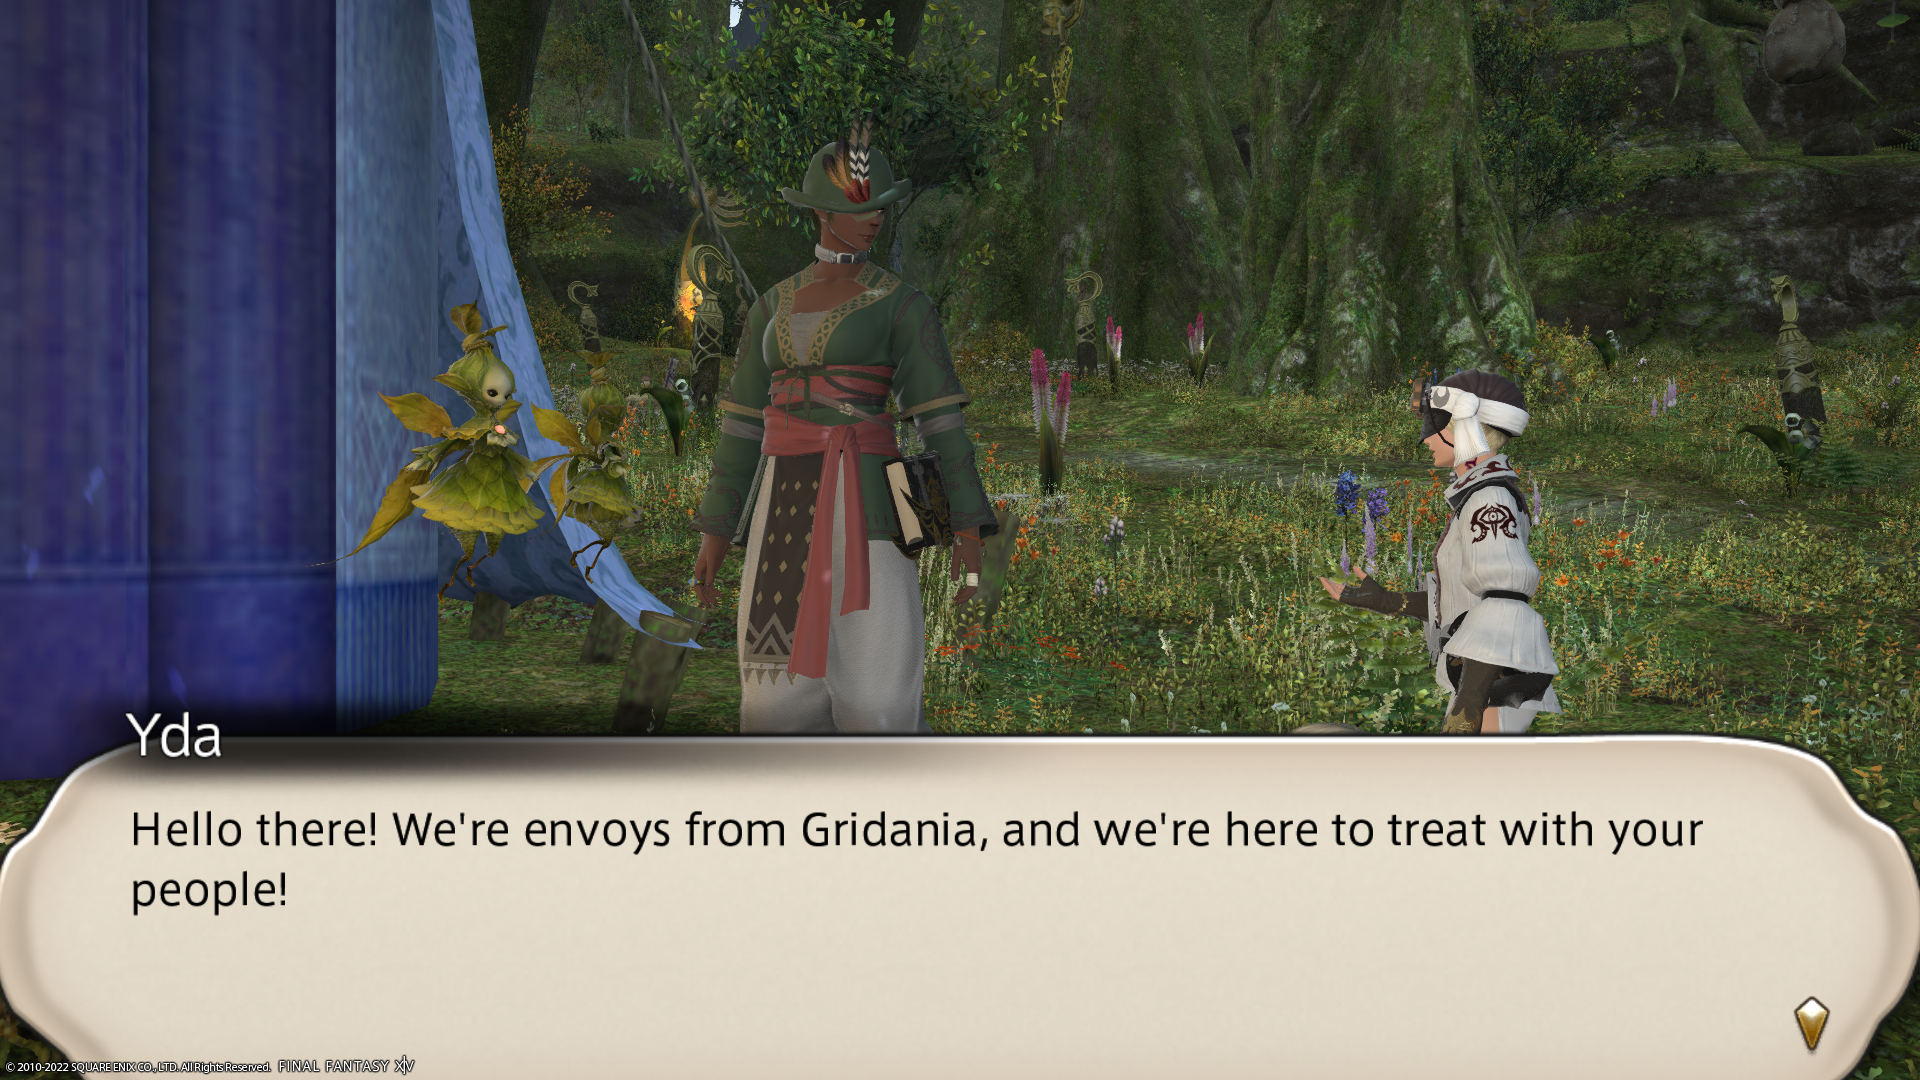 Yda
Hello there! We're envoys from Gridania, and we're here to treat with your
people!
© 2010-2022 SQUARE ENIX CO., LTD. All Rights Reserved. FINAL FANTASY XIV